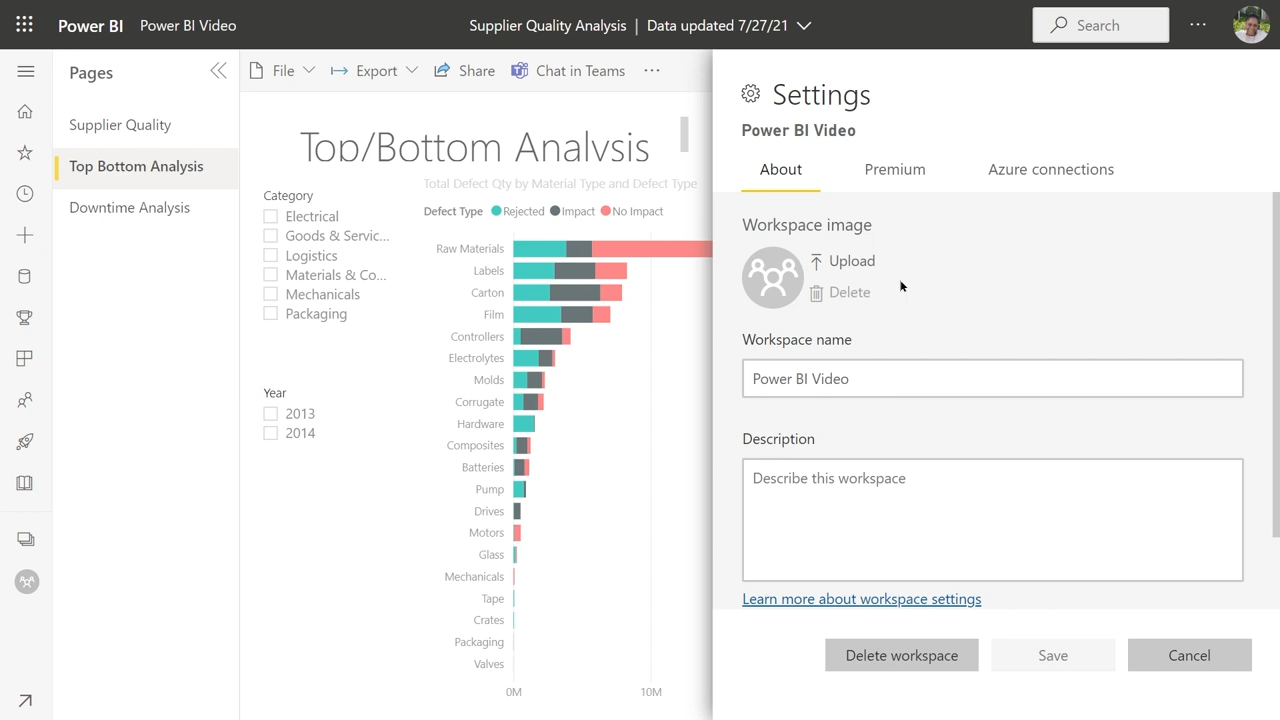 Power BI Power BI Video Supplier Quality Analysis | Data updated 7/27/21 Search
Pages
Supplier Quality
Top Bottom Analysis
Downtime Analysis
File Export Share Chat in Teams ...
Top/Bottom Analysis
Category
Electrical
Goods & Servic...
Logistics
Materials & Co...
Mechanicals
Packaging
Year
2013
2014
Total Defect Qty by Material Type and Defect Type
Defect Type Rejected Impact No Impact
Raw Materials
Labels
Carton
Film
Controllers
Electrolytes
Molds
Corrugate
Hardware
Composites
Batteries
Pump
Drives
Motors
Glass
Mechanicals
Tape
Crates
Packaging
Valves
0M 10M
Settings
Power BI Video
About Premium Azure connections
Workspace image
Upload
Delete
Workspace name
Power BI Video
Description
Describe this workspace
Learn more about workspace settings
Delete workspace Save Cancel